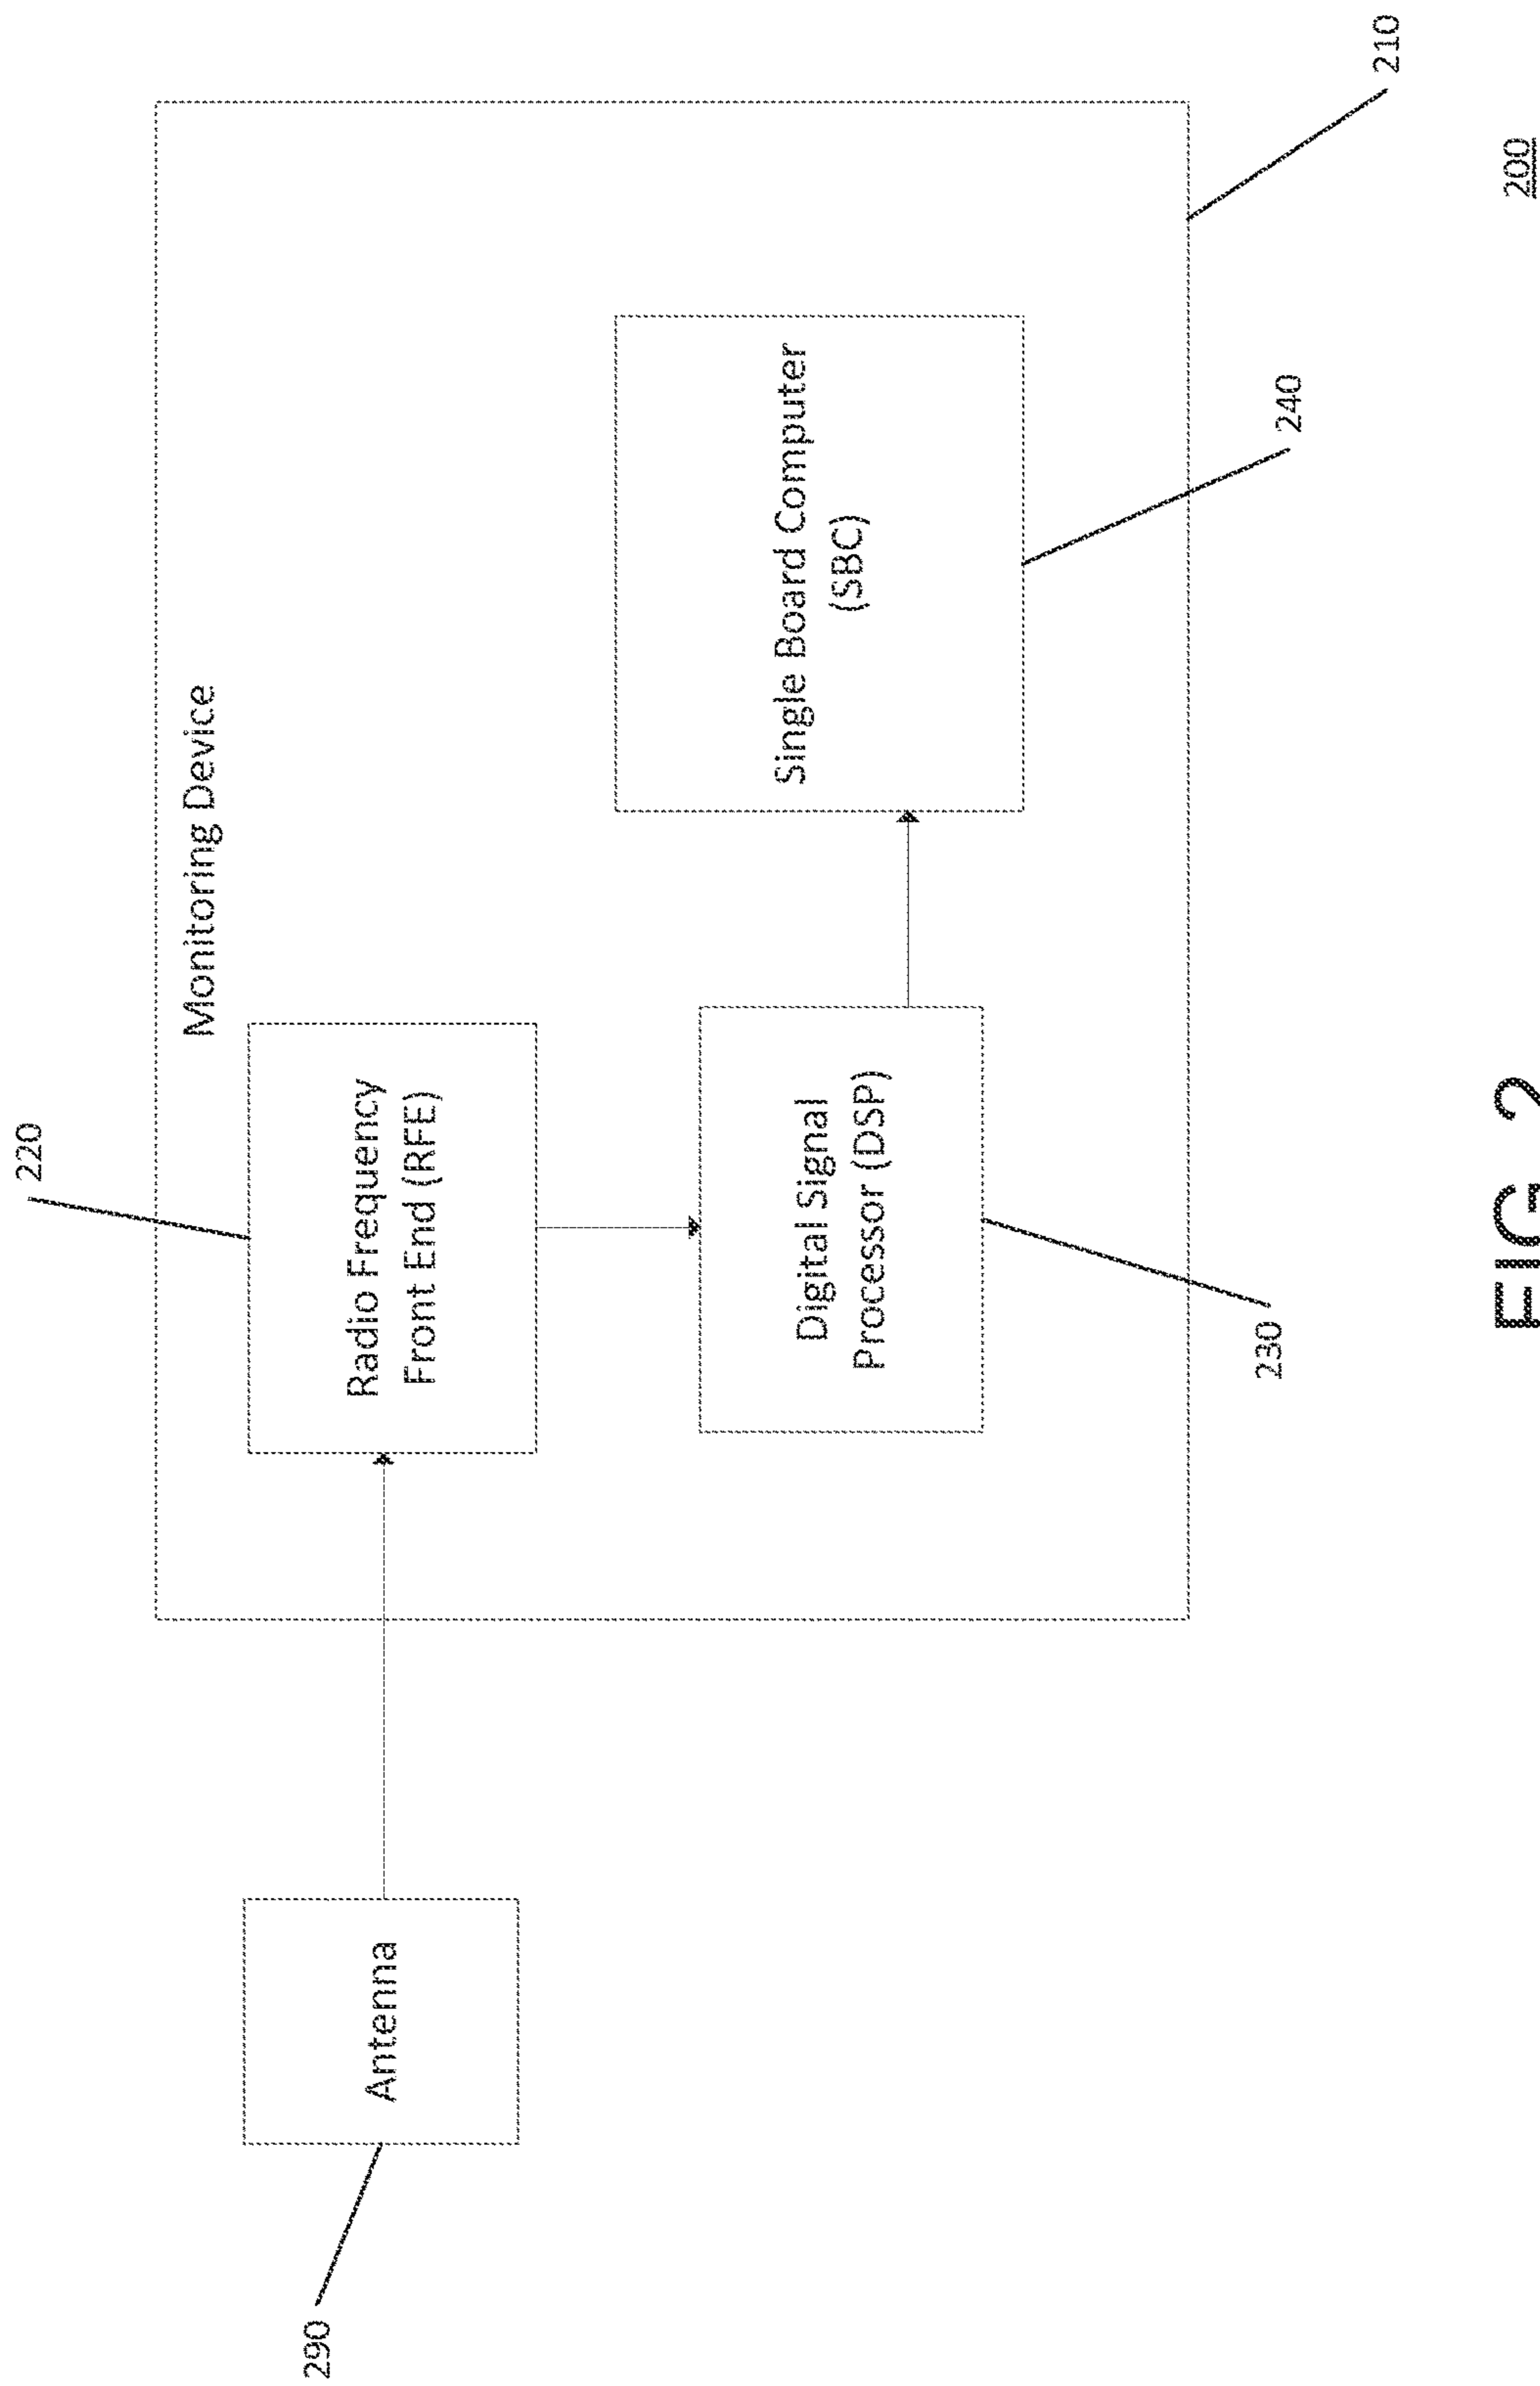 220
Monitoring Device
Antenna
290
Radio Frequency
Front End (RFE)
Digital Signal
Processor (DSP)
230
Single Board Computer
(SBC)
240
210
200
FIG. 2